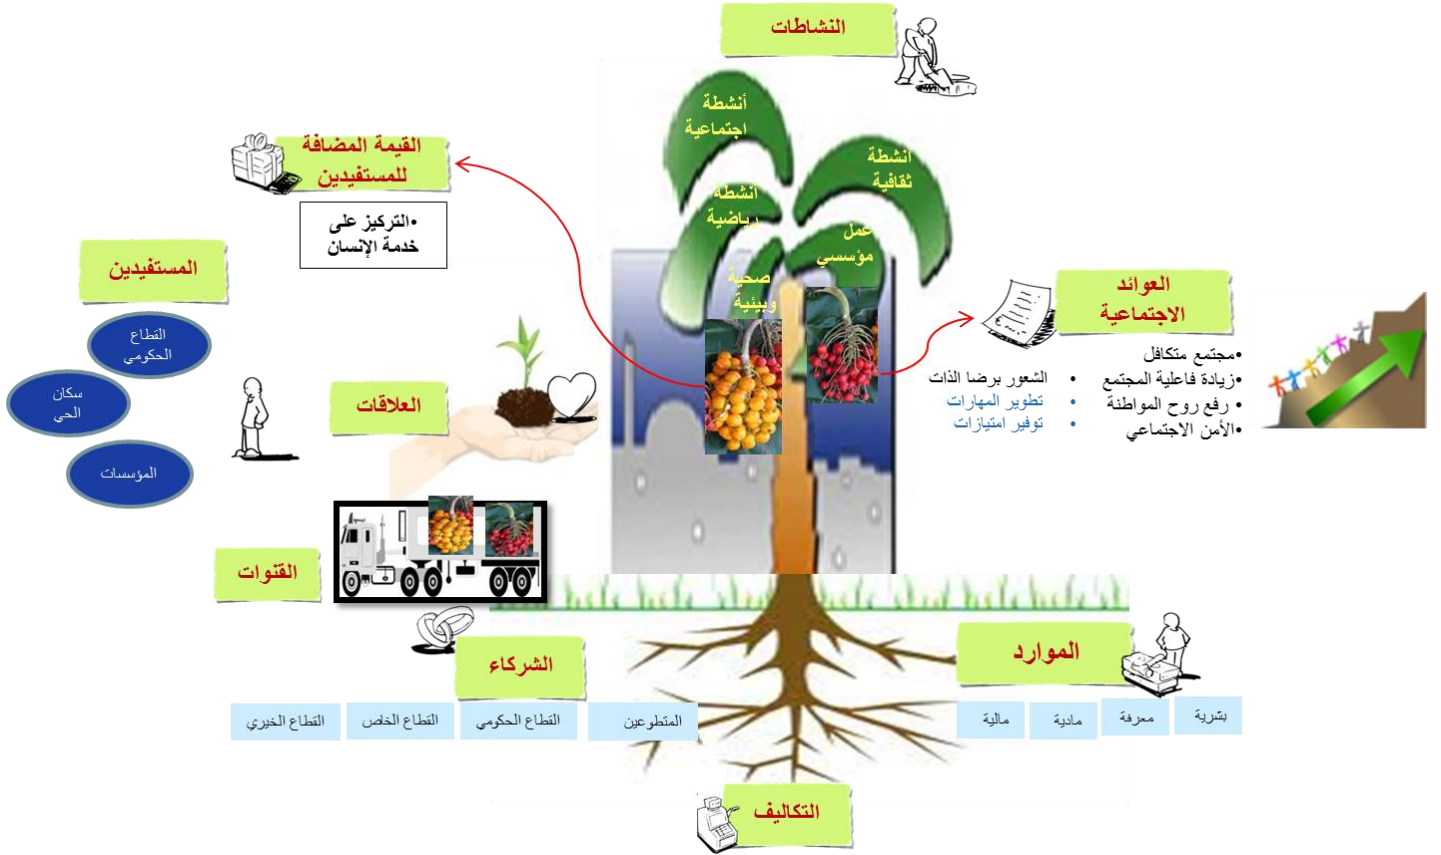 النشاطات
أنشطة
اجتماعية
انشطة
ثقافية
انشطة
رياضية
عمل
مؤسسي
صحية
وبيئية
القيمة المضافة
للمستفيدين
•التركيز على
خدمة الإنسان
المستفيدين
القطاع
الحكومي
سكان
الحي
المؤسسات
العلاقات
العوائد
الاجتماعية
•مجتمع متكافل
•زيادة فاعلية المجتمع
• رفع روح المواطنة
•الأمن الاجتماعي
• الشعور برضا الذات
• تطوير المهارات
• توفير امتيازات
القنوات
الشركاء
المتطوعين
القطاع الحكومي
القطاع الخاص
القطاع الخيري
الموارد
بشرية
معرفة
مادية
مالية
التكاليف